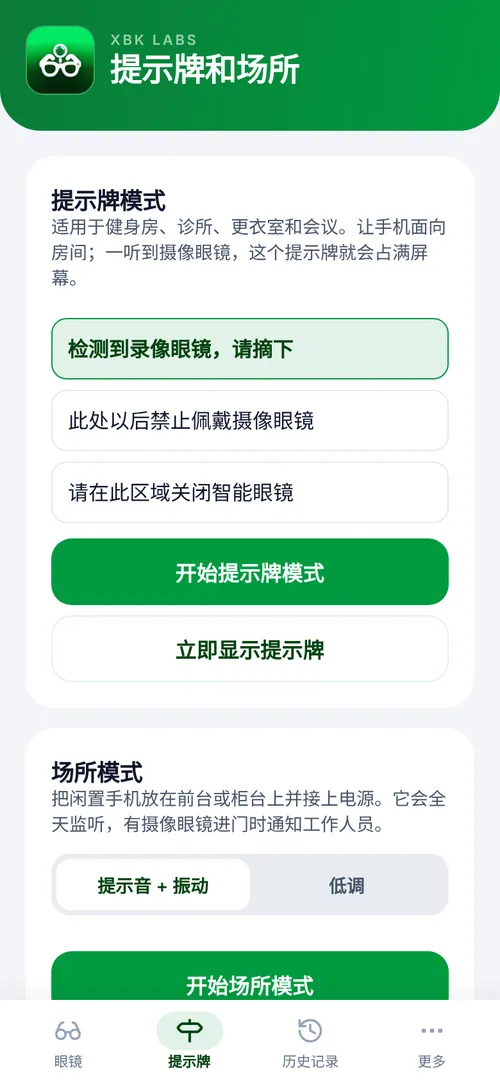 XBK LABS
提示牌和场所
提示牌模式
适用于健身房、诊所、更衣室和会议。让手机面向
房间；一听到摄像眼镜，这个提示牌就会占满屏
幕。
检测到录像眼镜，请摘下
此处以后禁止佩戴摄像眼镜
请在此区域关闭智能眼镜
开始提示牌模式
立即显示提示牌
场所模式
把闲置手机放在前台或柜台上并接上电源。它会全
天监听，有摄像眼镜进门时通知工作人员。
提示音 + 振动
低调
开始场所模式
眼镜
提示牌
历史记录
更多